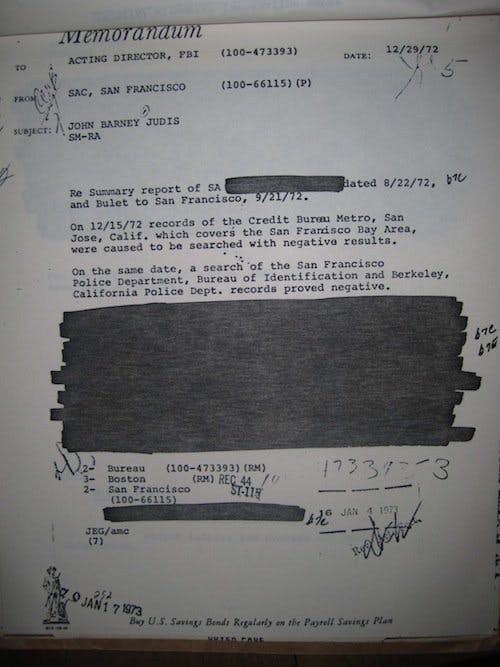 Memorandum
TO ACTING DIRECTOR, FBI (100-473393) DATE: 12/29/72
FROM SAC, SAN FRANCISCO (100-66115)(P) 5
SUBJECT: JOHN BARNEY JUDIS
SM-RA
Re Summary report of SA dated 8/22/72, b7c
and Bulet to San Francisco, 9/21/72.
On 12/15/72 records of the Credit Bureau Metro, San
Jose, Calif. which covers the San Franisco Bay Area,
were caused to be searched with negative results.
On the same date, a search of the San Francisco
Police Department, Bureau of Identification and Berkeley,
California Police Dept. records proved negative.
b7c
2- Bureau (100-473393)(RM)
3- Boston (RM) REC 44
2- San Francisco ST-119
(100-66115)
b7c
16 JAN 4 1973
JEG/amc
(7)
JAN 17 1973
Buy U.S. Savings Bonds Regularly on the Payroll Savings Plan